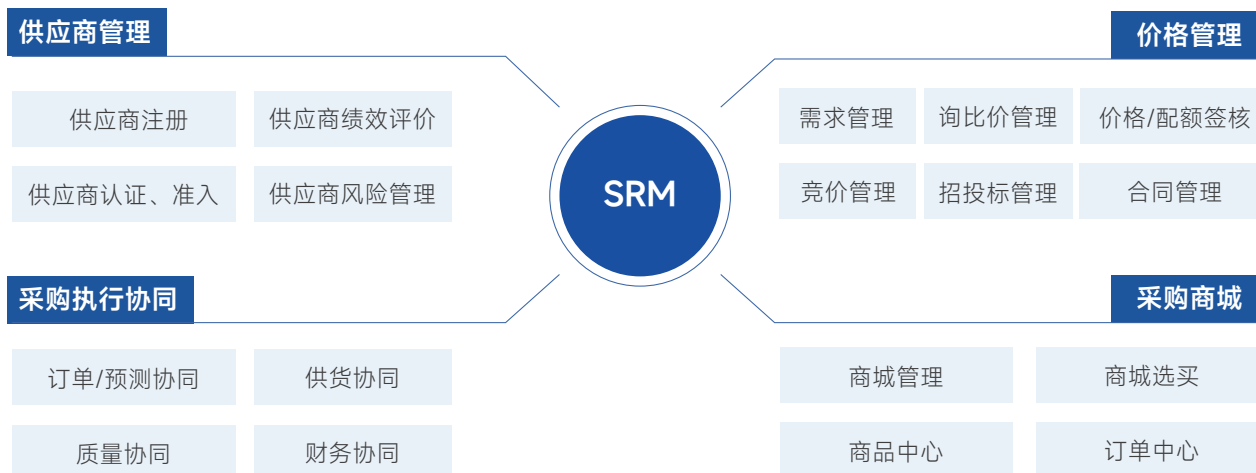 供应商管理
价格管理
供应商注册
供应商绩效评价
供应商认证、准入
供应商风险管理
需求管理
询比价管理
价格/配额签核
竞价管理
招投标管理
合同管理
SRM
采购执行协同
采购商城
订单/预测协同
供货协同
质量协同
财务协同
商城管理
商城选买
商品中心
订单中心